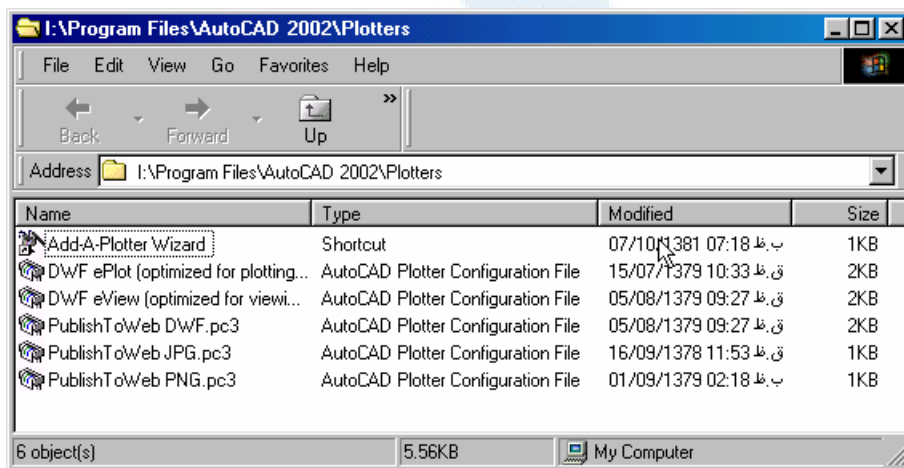 I:\Program Files\AutoCAD 2002\Plotters
File Edit View Go Favorites Help
Back Forward Up »
Address I:\Program Files\AutoCAD 2002\Plotters
Name Type Modified Size
Add-A-Plotter Wizard Shortcut 07/10/1381 07:18 ب.ظ 1KB
DWF ePlot (optimized for plotting... AutoCAD Plotter Configuration File 15/07/1379 10:33 ق.ظ 2KB
DWF eView (optimized for viewi... AutoCAD Plotter Configuration File 05/08/1379 09:27 ق.ظ 2KB
PublishToWeb DWF.pc3 AutoCAD Plotter Configuration File 05/08/1379 09:27 ق.ظ 2KB
PublishToWeb JPG.pc3 AutoCAD Plotter Configuration File 16/09/1378 11:53 ق.ظ 1KB
PublishToWeb PNG.pc3 AutoCAD Plotter Configuration File 01/09/1379 02:18 ب.ظ 1KB
6 object(s) 5.56KB My Computer